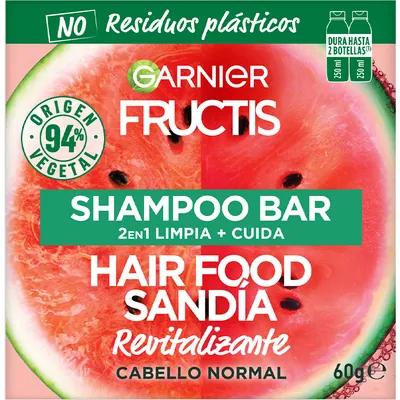 NO Residuos plásticos
DURA HASTA
2 BOTELLAS(1)
250 ml 250 ml
GARNIER
FRUCTIS
ORIGEN
94%
VEGETAL
SHAMPOO BAR
2EN1 LIMPIA + CUIDA
HAIR FOOD
SANDÍA
Revitalizante
CABELLO NORMAL
60g℮